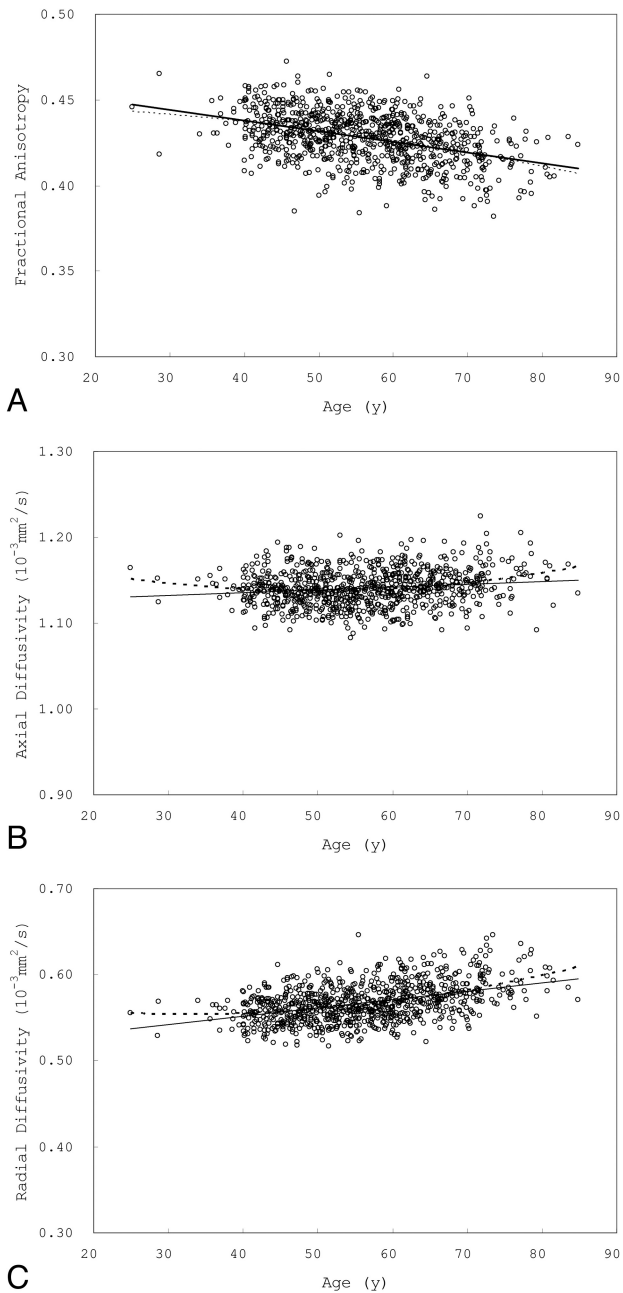 0.50
0.45
0.40
0.35
0.30
Fractional Anisotropy
20 30 40 50 60 70 80 90
Age (y)
A
1.30
1.20
1.10
1.00
0.90
Axial Diffusivity (10⁻³mm²/s)
20 30 40 50 60 70 80 90
Age (y)
B
0.70
0.60
0.50
0.40
0.30
Radial Diffusivity (10⁻³mm²/s)
20 30 40 50 60 70 80 90
Age (y)
C